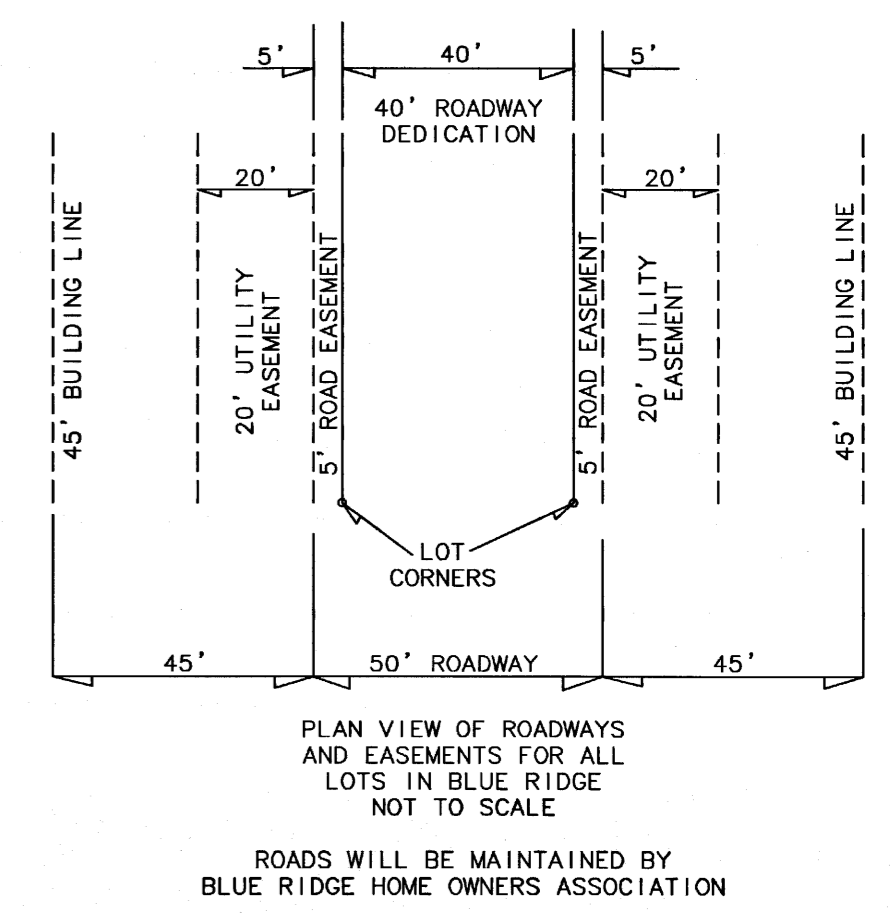 5' 40' 5'
40' ROADWAY
DEDICATION
20' 20'
45' BUILDING LINE
20' UTILITY
EASEMENT
5' ROAD EASEMENT
5' ROAD EASEMENT
20' UTILITY
EASEMENT
45' BUILDING LINE
LOT
CORNERS
45' 50' ROADWAY 45'
PLAN VIEW OF ROADWAYS
AND EASEMENTS FOR ALL
LOTS IN BLUE RIDGE
NOT TO SCALE
ROADS WILL BE MAINTAINED BY
BLUE RIDGE HOME OWNERS ASSOCIATION